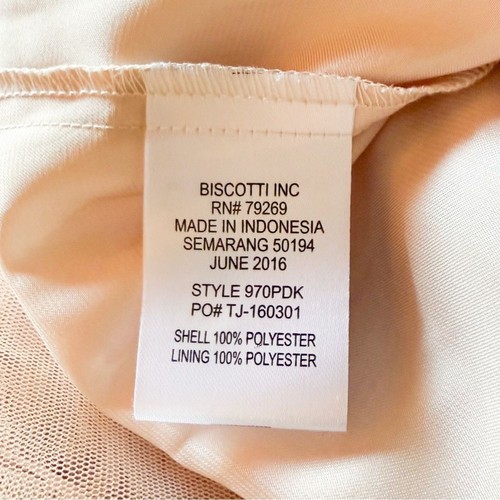 BISCOTTI INC
RN# 79269
MADE IN INDONESIA
SEMARANG 50194
JUNE 2016
STYLE 970PDK
PO# TJ-160301
SHELL 100% POLYESTER
LINING 100% POLYESTER